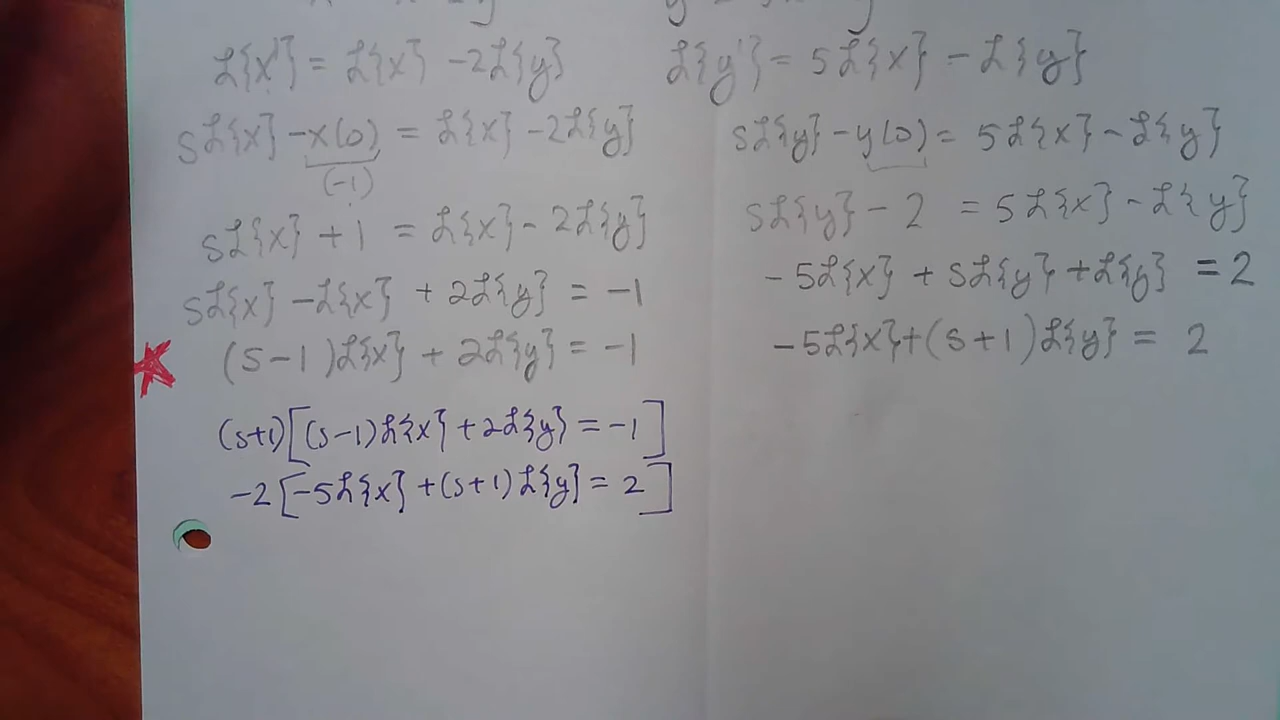 ℒ{x'} = ℒ{x} - 2ℒ{y}
sℒ{x} - x(0) = ℒ{x} - 2ℒ{y}
(-1)
sℒ{x} + 1 = ℒ{x} - 2ℒ{y}
sℒ{x} - ℒ{x} + 2ℒ{y} = -1
(s-1)ℒ{x} + 2ℒ{y} = -1
(s+1)[(s-1)ℒ{x} + 2ℒ{y} = -1]
-2[-5ℒ{x} + (s+1)ℒ{y} = 2]
ℒ{y'} = 5ℒ{x} - ℒ{y}
sℒ{y} - y(0) = 5ℒ{x} - ℒ{y}
sℒ{y} - 2 = 5ℒ{x} - ℒ{y}
-5ℒ{x} + sℒ{y} + ℒ{y} = 2
-5ℒ{x} + (s+1)ℒ{y} = 2